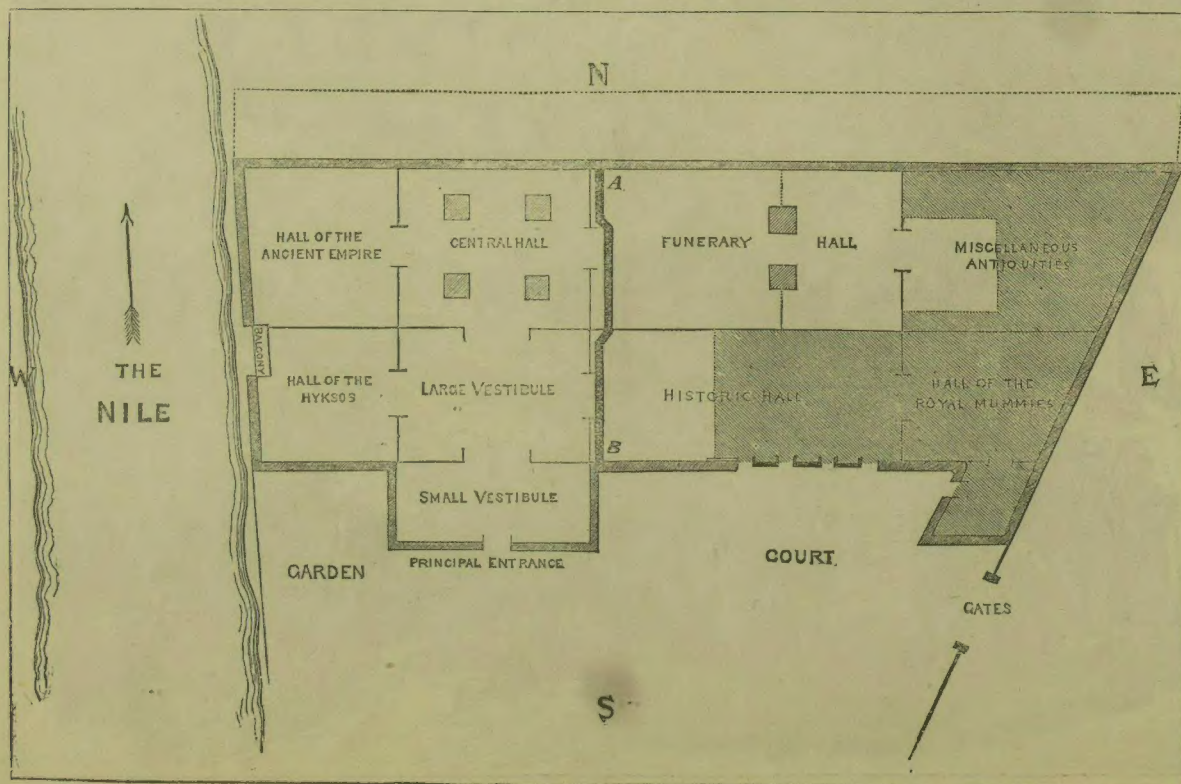 N
A
HALL OF THE
ANCIENT EMPIRE
CENTRAL HALL
FUNERARY HALL
MISCELLANEOUS
ANTIQUITIES
BALCONY
W
THE
NILE
E
HALL OF THE
HYKSOS
LARGE VESTIBULE
HISTORIC HALL
HALL OF THE
ROYAL MUMMIES
B
SMALL VESTIBULE
PRINCIPAL ENTRANCE
GARDEN
COURT.
GATES
S